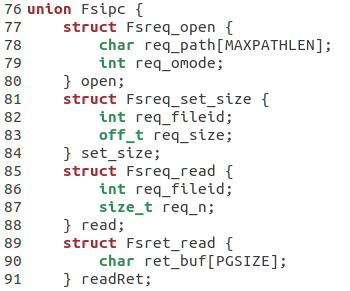 76 union Fsipc {
77     struct Fsreq_open {
78         char req_path[MAXPATHLEN];
79         int req_omode;
80     } open;
81     struct Fsreq_set_size {
82         int req_fileid;
83         off_t req_size;
84     } set_size;
85     struct Fsreq_read {
86         int req_fileid;
87         size_t req_n;
88     } read;
89     struct Fsret_read {
90         char ret_buf[PGSIZE];
91     } readRet;